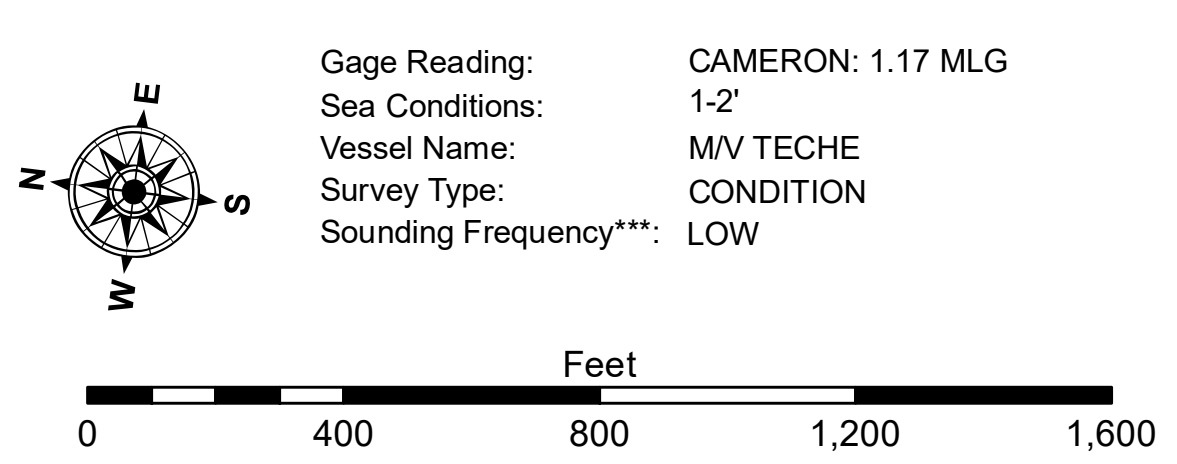 E
N
S
W
Gage Reading: CAMERON: 1.17 MLG
Sea Conditions: 1-2'
Vessel Name: M/V TECHE
Survey Type: CONDITION
Sounding Frequency***: LOW
Feet
0 400 800 1,200 1,600